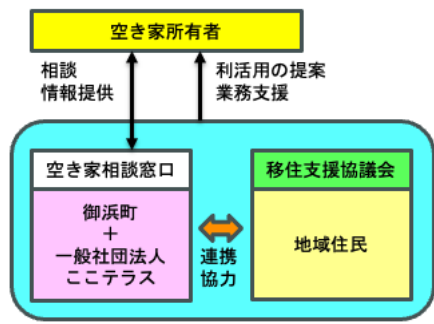 空き家所有者
相談
情報提供
利活用の提案
業務支援
空き家相談窓口
御浜町
+
一般社団法人
ここテラス
連携
協力
移住支援協議会
地域住民